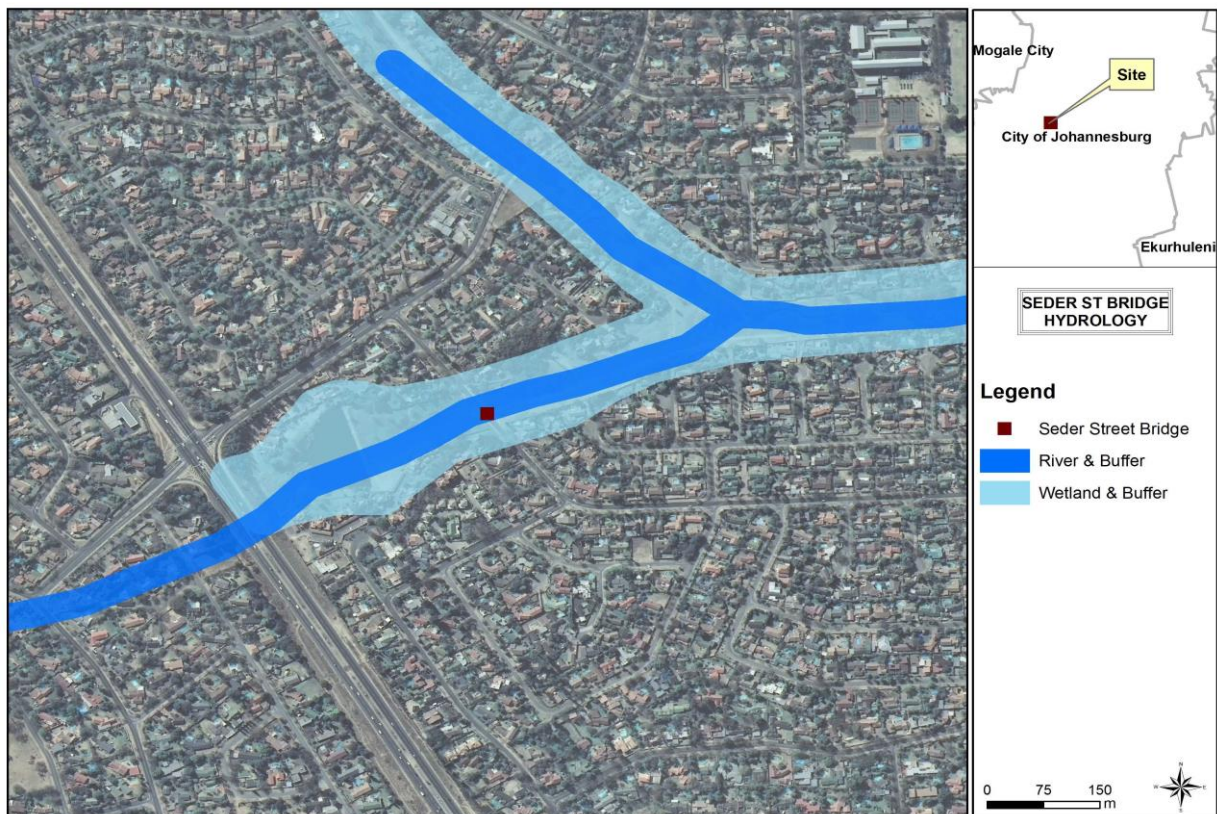 Mogale City
Site
City of Johannesburg
Ekurhuleni
SEDER ST BRIDGE
HYDROLOGY
Legend
Seder Street Bridge
River & Buffer
Wetland & Buffer
N
W E
S
0 75 150
m